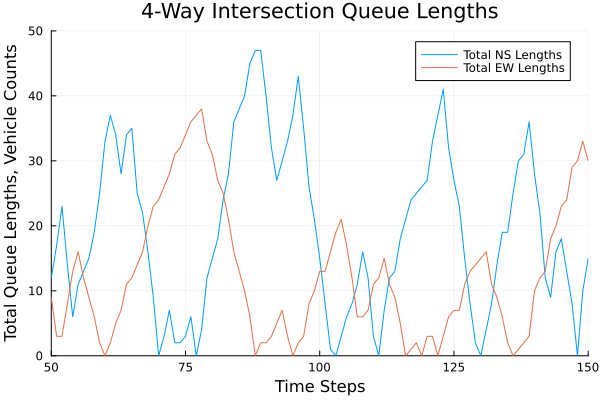 4-Way Intersection Queue Lengths
Total Queue Lengths, Vehicle Counts
50
40
30
20
10
0
Total NS Lengths
Total EW Lengths
50
75
100
125
150
Time Steps